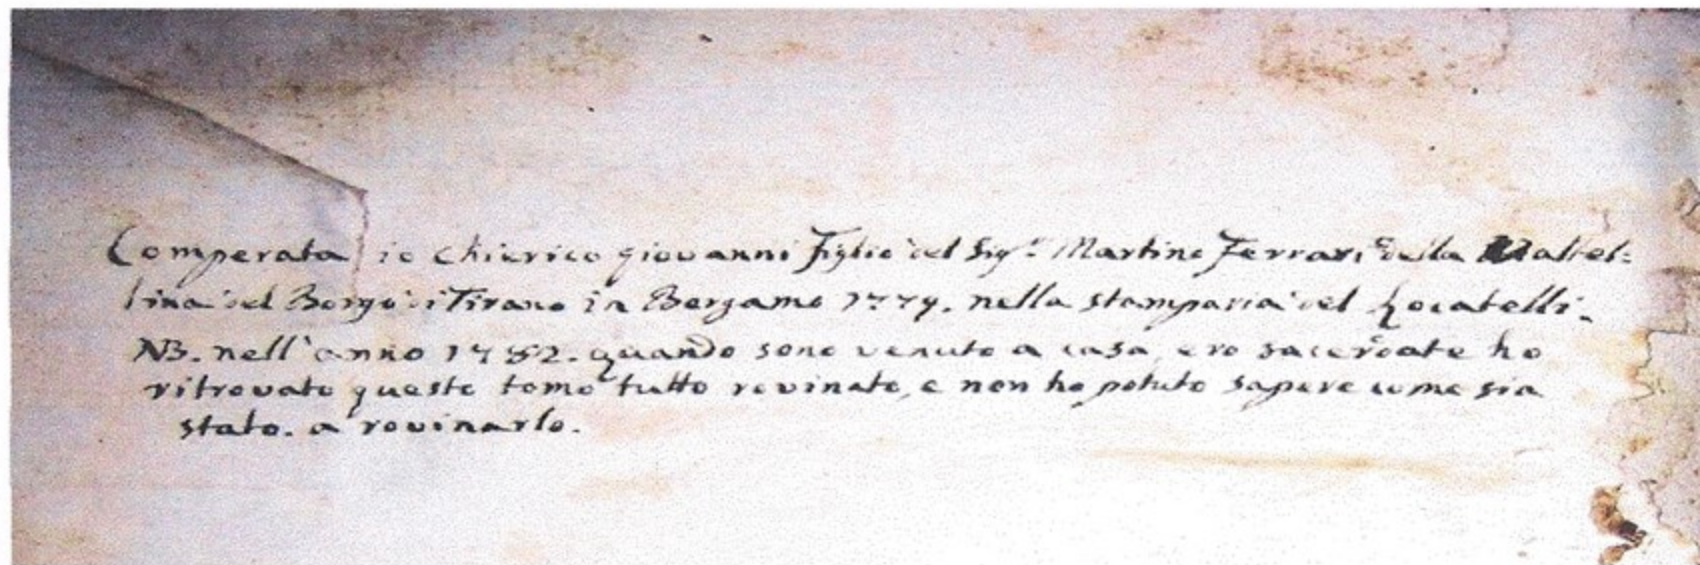 Comperata io chierico giovanni figlio del Sig.r Martino Ferrari della Valtel=
lina del Borgo di Tirano in Bergamo 1779. nella stamparia del Locatelli.
NB. nell'anno 1782. quando sono venuto a casa, ero sacerdote ho
ritrovato questo tomo tutto rovinato, e non ho potuto sapere come sia
stato. a rovinarlo.